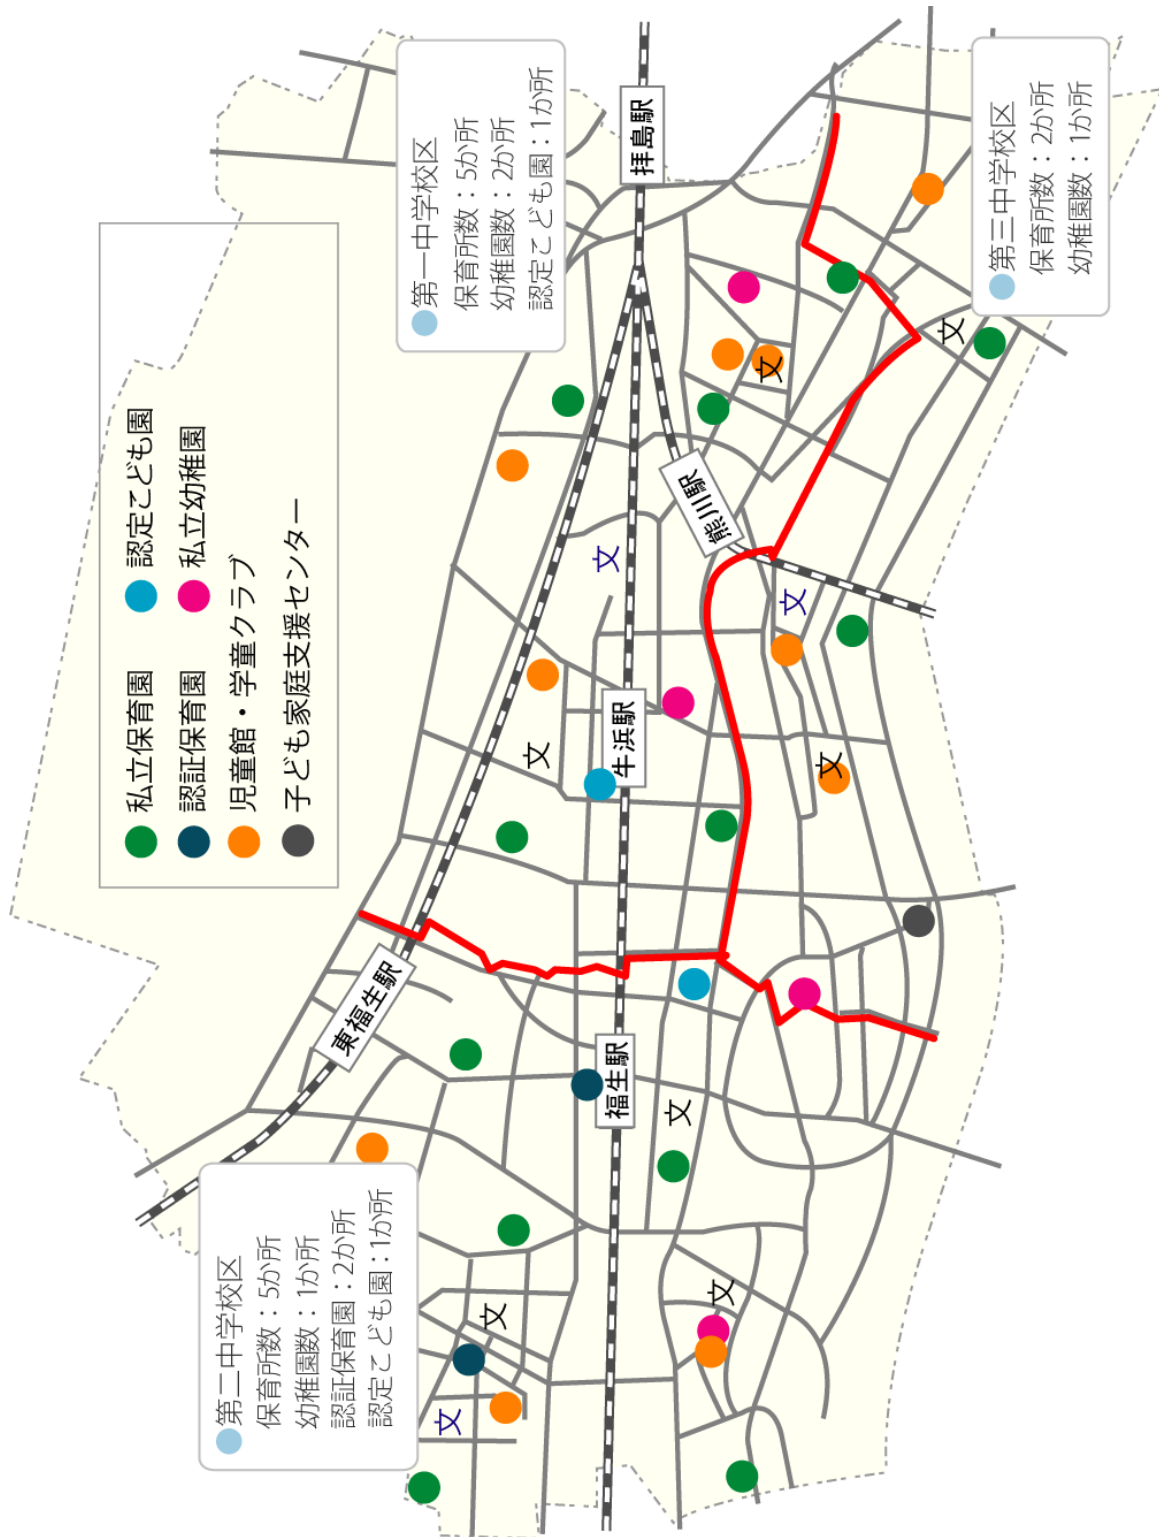 私立保育園
認定こども園
認証保育園
私立幼稚園
児童館・学童クラブ
子ども家庭支援センター
第二中学校区
保育所数：5か所
幼稚園数：1か所
認証保育園：2か所
認定こども園：1か所
第一中学校区
保育所数：5か所
幼稚園数：2か所
認定こども園：1か所
第三中学校区
保育所数：2か所
幼稚園数：1か所
東福生駅
福生駅
牛浜駅
熊川駅
拝島駅
文
文
文
文
文
文
文
文
文
文